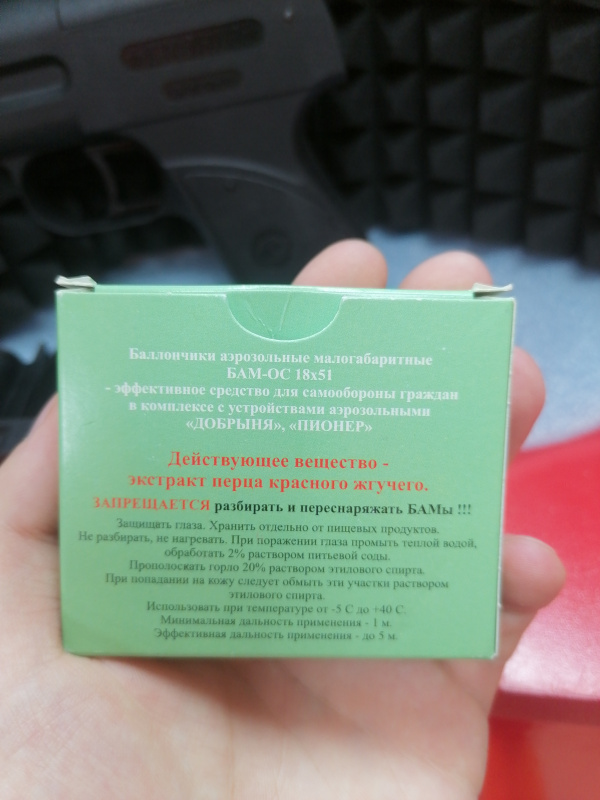 Баллончики аэрозольные малогабаритные
БАМ-ОС 18х51
- эффективное средство для самообороны граждан
в комплексе с устройствами аэрозольными
«ДОБРЫНЯ», «ПИОНЕР»
Действующее вещество -
экстракт перца красного жгучего.
ЗАПРЕЩАЕТСЯ разбирать и переснаряжать БАМы !!!
Защищать глаза. Хранить отдельно от пищевых продуктов.
Не разбирать, не нагревать. При поражении глаза промыть теплой водой,
обработать 2% раствором питьевой соды.
Прополоскать горло 20% раствором этилового спирта.
При попадании на кожу следует обмыть эти участки раствором
этилового спирта.
Использовать при температуре от -5 С до +40 С.
Минимальная дальность применения - 1 м.
Эффективная дальность применения - до 5 м.